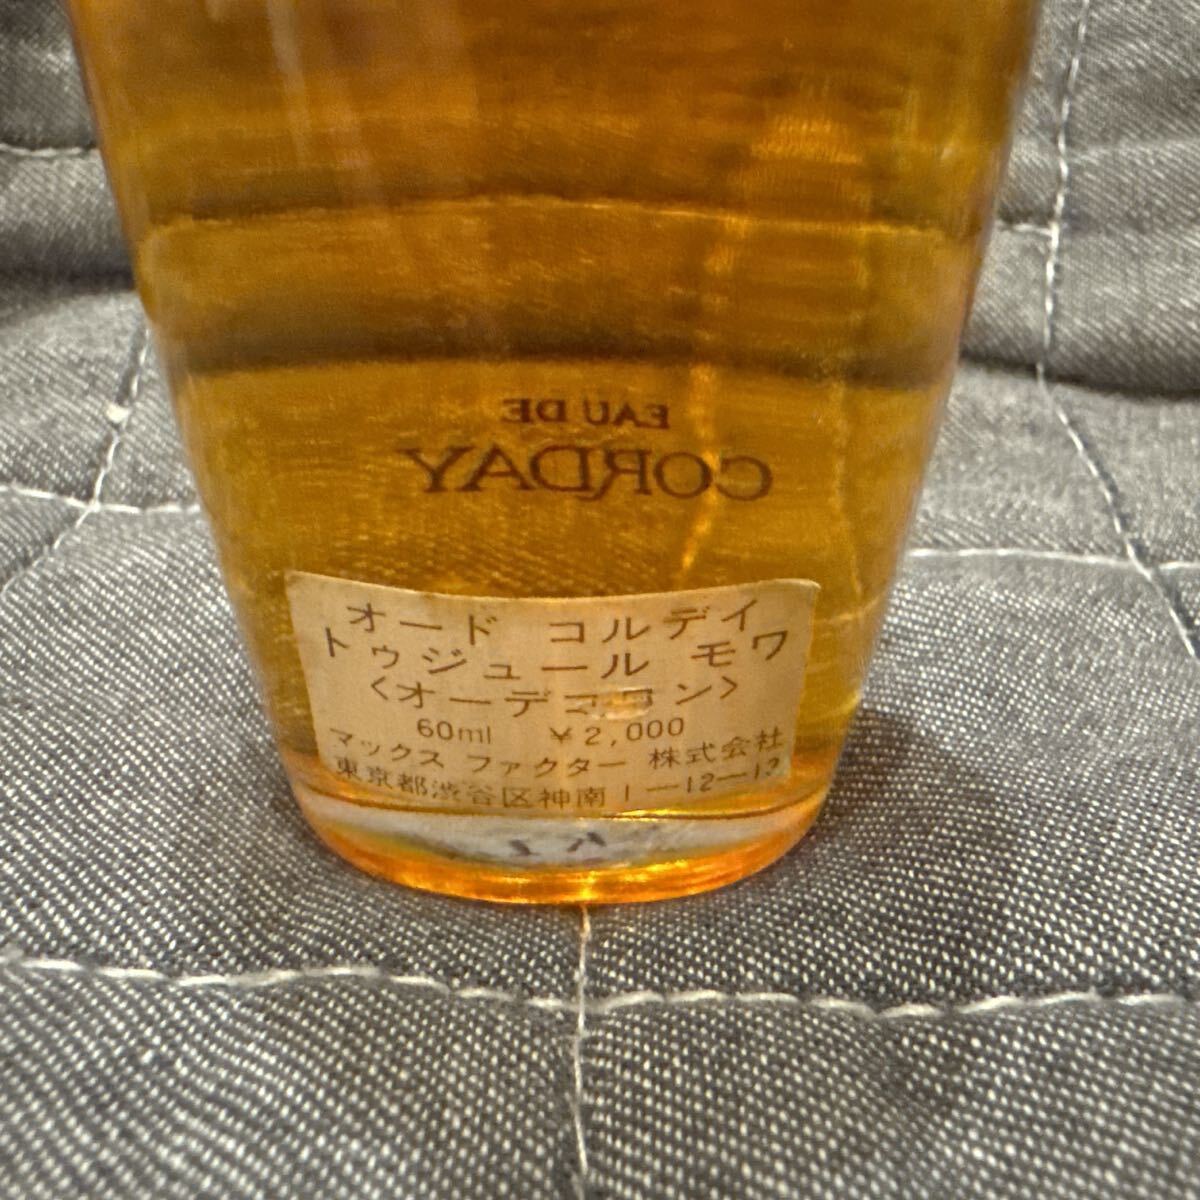 EAU DE
CORDAY
オード コルデイ
トゥジュール モワ
<オーデコロン>
60ml ¥2,000
マックス ファクター 株式会社
東京都渋谷区神南1-12-13